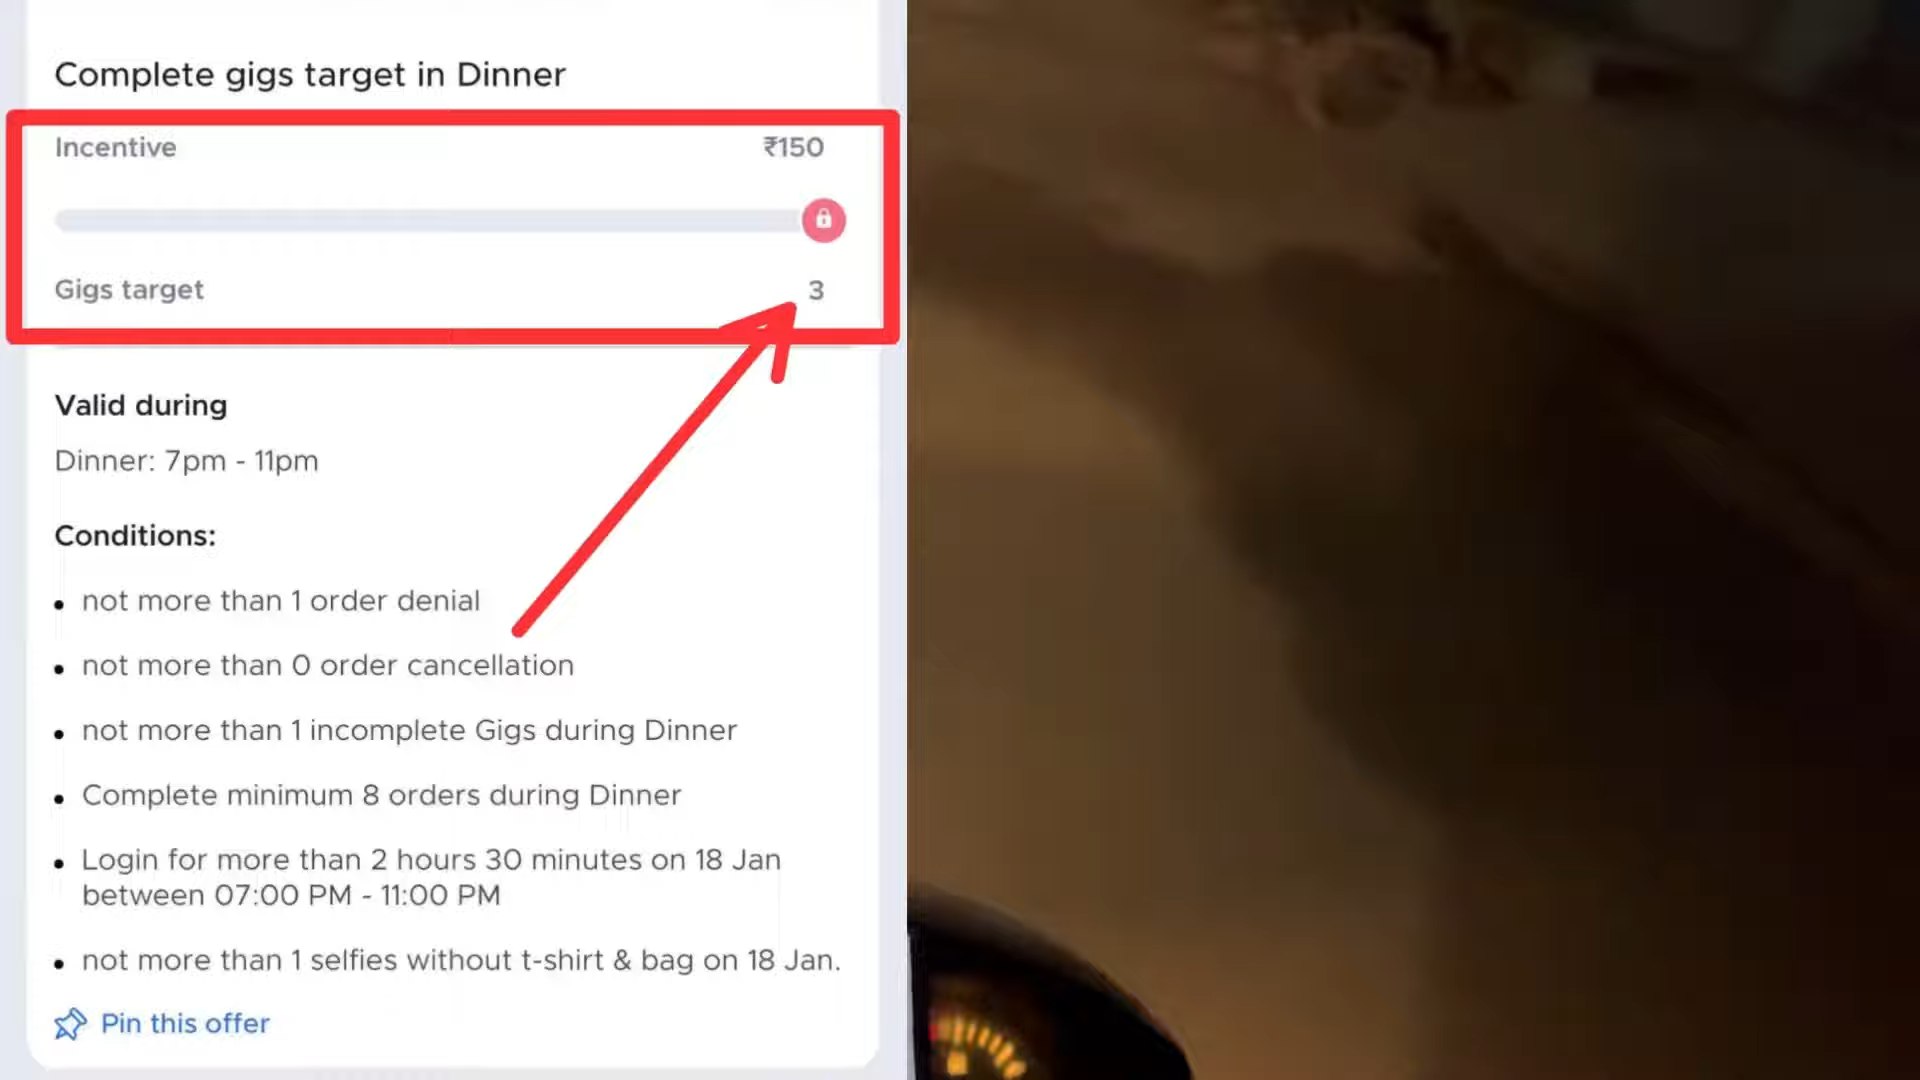 Complete gigs target in Dinner
Incentive ₹150
Gigs target 3
Valid during
Dinner: 7pm - 11pm
Conditions:
not more than 1 order denial
not more than 0 order cancellation
not more than 1 incomplete Gigs during Dinner
Complete minimum 8 orders during Dinner
Login for more than 2 hours 30 minutes on 18 Jan
between 07:00 PM - 11:00 PM
not more than 1 selfies without t-shirt & bag on 18 Jan.
Pin this offer